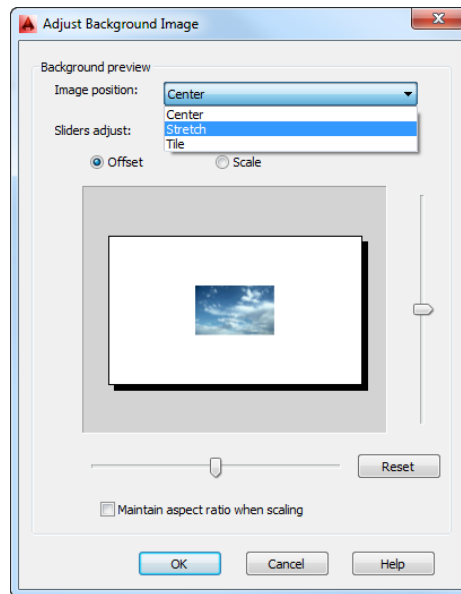 Adjust Background Image
Background preview
Image position:
Center
Center
Stretch
Tile
Sliders adjust:
Offset
Scale
Reset
Maintain aspect ratio when scaling
OK
Cancel
Help